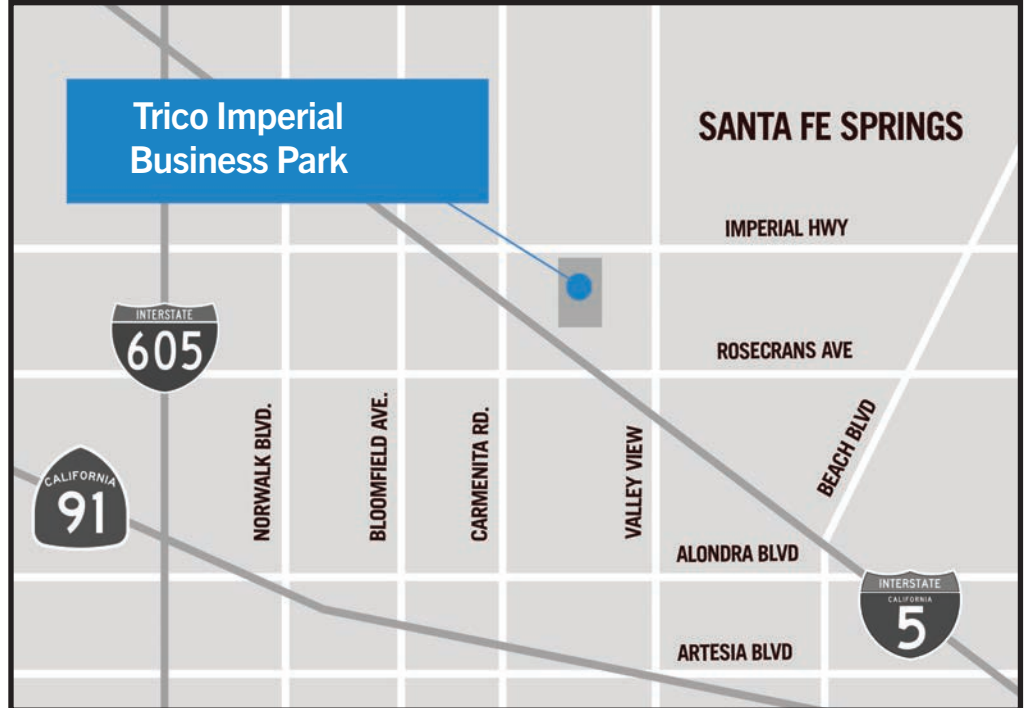 Trico Imperial
Business Park
SANTA FE SPRINGS
IMPERIAL HWY
INTERSTATE
605
ROSECRANS AVE
CALIFORNIA
91
NORWALK BLVD.
BLOOMFIELD AVE.
CARMENITA RD.
VALLEY VIEW
BEACH BLVD
ALONDRA BLVD
INTERSTATE
CALIFORNIA
5
ARTESIA BLVD